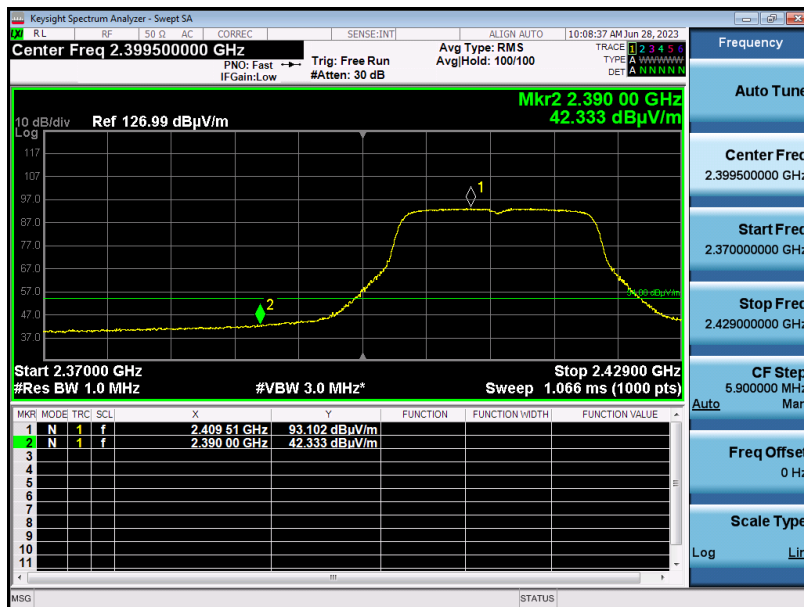 Keysight Spectrum Analyzer - Swept SA
LXI RL RF 50 Ω AC CORREC SENSE:INT ALIGN AUTO 10:08:37 AM Jun 28, 2023
Center Freq 2.399500000 GHz
PNO: Fast
IFGain:Low
Trig: Free Run
#Atten: 30 dB
Avg Type: RMS
Avg|Hold: 100/100
TRACE 1 2 3 4 5 6
TYPE A WWWWW
DET A N N N N N
Mkr2 2.390 00 GHz
42.333 dBµV/m
10 dB/div Ref 126.99 dBµV/m
Log
117
107
97.0
87.0
77.0
67.0
57.0
47.0
37.0
1
2
54.00 dBµV/m
Start 2.37000 GHz Stop 2.42900 GHz
#Res BW 1.0 MHz #VBW 3.0 MHz* Sweep 1.066 ms (1000 pts)
MKR MODE TRC SCL X Y FUNCTION FUNCTION WIDTH FUNCTION VALUE
1 N 1 f 2.409 51 GHz 93.102 dBµV/m
2 N 1 f 2.390 00 GHz 42.333 dBµV/m
3
4
5
6
7
8
9
10
11
MSG STATUS
Frequency
Auto Tune
Center Freq
2.399500000 GHz
Start Freq
2.370000000 GHz
Stop Freq
2.429000000 GHz
CF Step
5.900000 MHz
Auto Man
Freq Offset
0 Hz
Scale Type
Log Lin